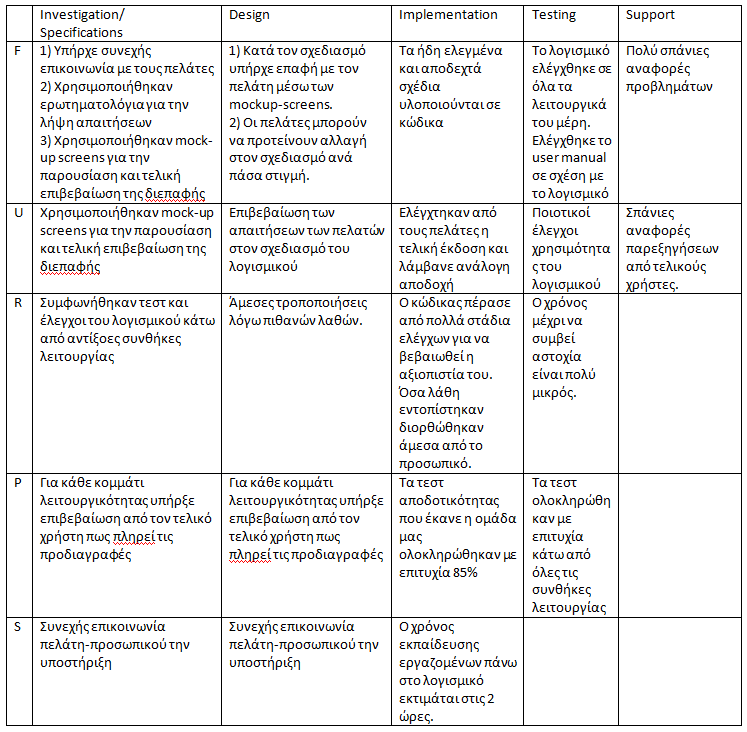 Investigation/
Specifications
Design
Implementation
Testing
Support
F
1) Υπήρχε συνεχής
επικοινωνία με τους πελάτες
2) Χρησιμοποιήθηκαν
ερωτηματολόγια για την
λήψη απαιτήσεων
3) Χρησιμοποιήθηκαν mock-
up screens για την
παρουσίαση και τελική
επιβεβαίωση της διεπαφής
1) Κατά τον σχεδιασμό
υπήρχε επαφή με τον
πελάτη μέσω των
mockup-screens.
2) Οι πελάτες μπορούν
να προτείνουν αλλαγή
στον σχεδιασμό ανά
πάσα στιγμή.
Τα ήδη ελεγμένα
και αποδεχτά
σχέδια
υλοποιούνται σε
κώδικα
Το λογισμικό
ελέγχθηκε σε
όλα τα
λειτουργικά
του μέρη.
Ελέγχθηκε το
user manual
σε σχέση με
το λογισμικό
Πολύ σπάνιες
αναφορές
προβλημάτων
U
Χρησιμοποιήθηκαν mock-up
screens για την παρουσίαση
και τελική επιβεβαίωση της
διεπαφής
Επιβεβαίωση των
απαιτήσεων των πελατών
στον σχεδιασμό του
λογισμικού
Ελέγχτηκαν από
τους πελάτες η
τελική έκδοση και
λάμβανε ανάλογη
αποδοχή
Ποιοτικοί
έλεγχοι
χρησιμότητα
ς του
λογισμικού
Σπάνιες
αναφορές
παρεξηγήσεων
από τελικούς
χρήστες.
R
Συμφωνήθηκαν τεστ και
έλεγχοι του λογισμικού κάτω
από αντίξοες συνθήκες
λειτουργίας
Άμεσες τροποποιήσεις
λόγω πιθανών λαθών.
Ο κώδικας πέρασε
από πολλά στάδια
ελέγχων για να
βεβαιωθεί η
αξιοπιστία του.
Όσα λάθη
εντοπίστηκαν
διορθώθηκαν
άμεσα από το
προσωπικό.
Ο χρόνος
μέχρι να
συμβεί
αστοχία
είναι πολύ
μικρός.
P
Για κάθε κομμάτι
λειτουργικότητας υπήρξε
επιβεβαίωση από τον τελικό
χρήστη πως πληρεί τις
προδιαγραφές
Για κάθε κομμάτι
λειτουργικότητας υπήρξε
επιβεβαίωση από τον
τελικό χρήστη πως
πληρεί τις προδιαγραφές
Τα τεστ
αποδοτικότητας
που έκανε η ομάδα
μας
ολοκληρώθηκαν με
επιτυχία 85%
Τα τεστ
ολοκληρώθη
καν με
επιτυχία
κάτω από
όλες τις
συνθήκες
λειτουργίας
S
Συνεχής επικοινωνία
πελάτη-προσωπικού την
υποστήριξη
Συνεχής επικοινωνία
πελάτη-προσωπικού την
υποστήριξη
Ο χρόνος
εκπαίδευσης
εργαζομένων πάνω
στο λογισμικό
εκτιμάται στις 2
ώρες.